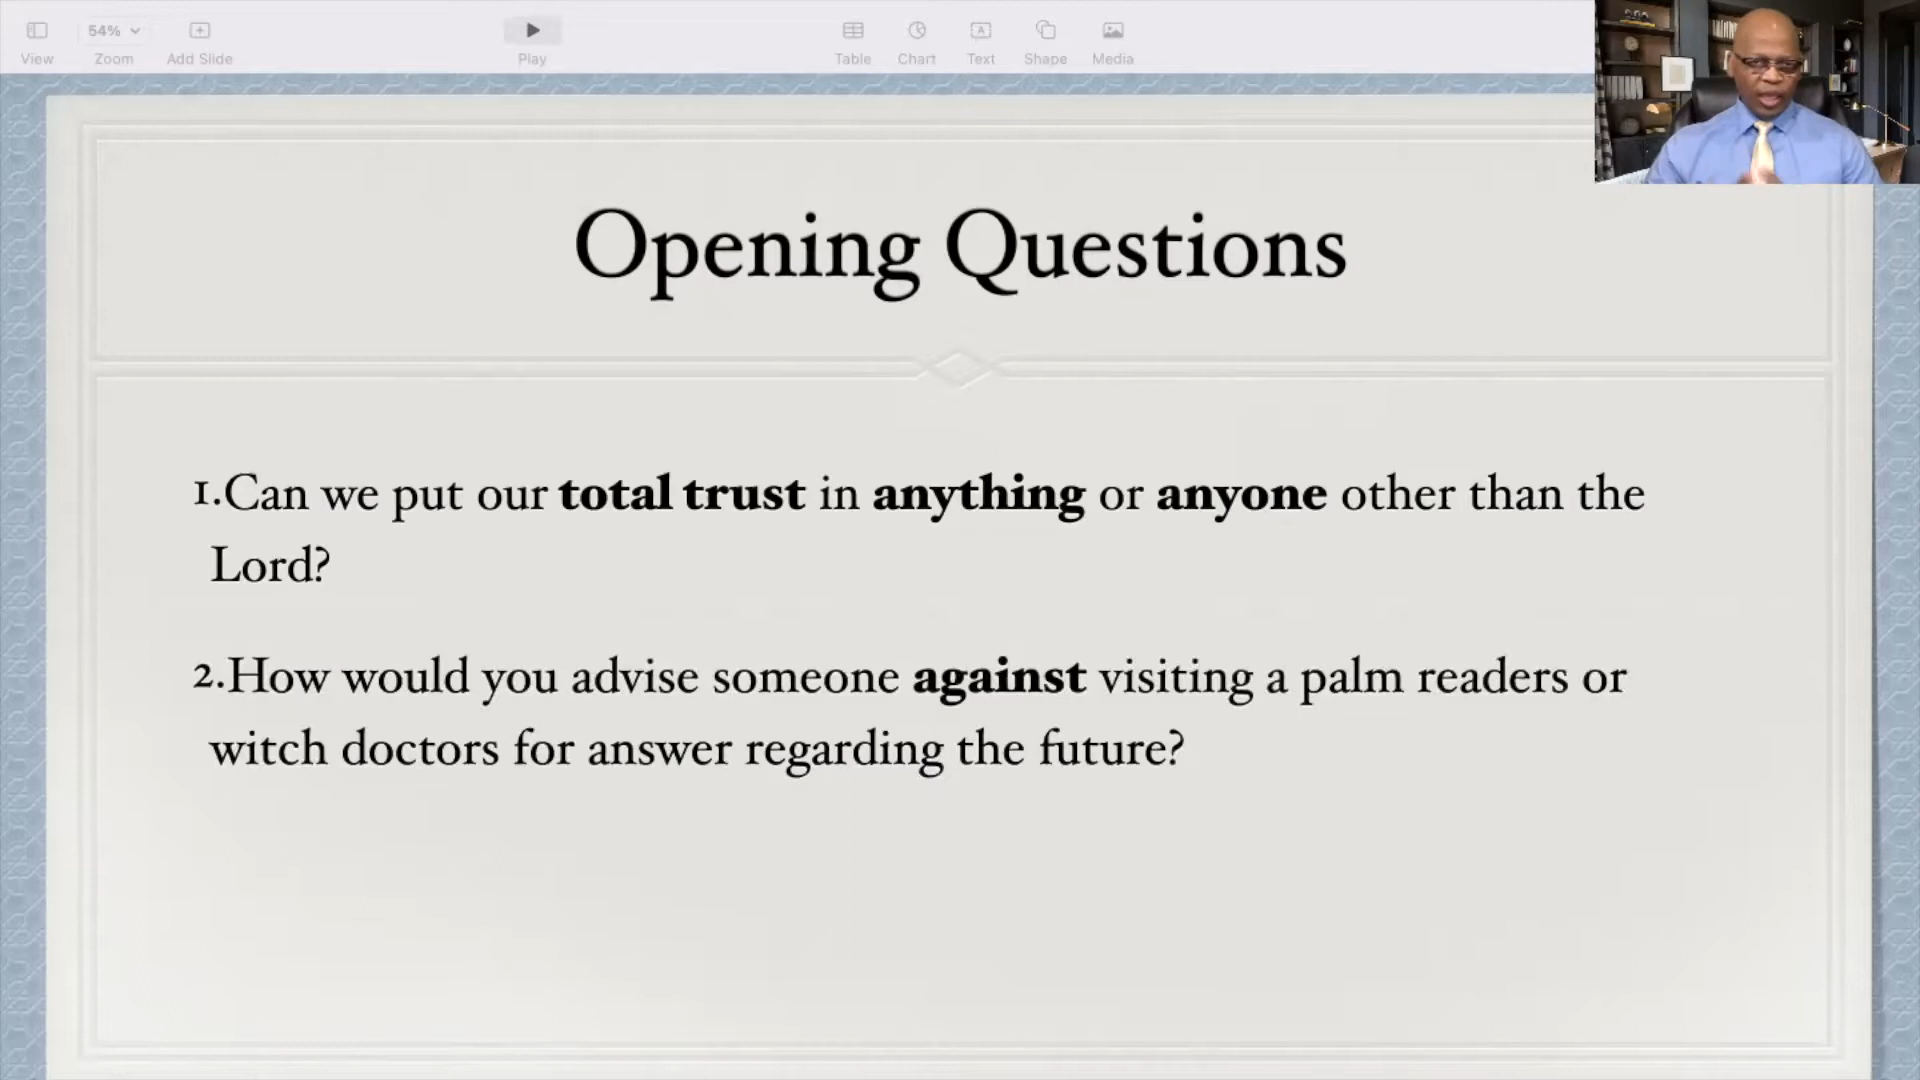 54%
View
Zoom
Add Slide
Play
Table
Chart
Text
Shape
Media
Opening Questions
1.Can we put our total trust in anything or anyone other than the
Lord?
2.How would you advise someone against visiting a palm readers or
witch doctors for answer regarding the future?